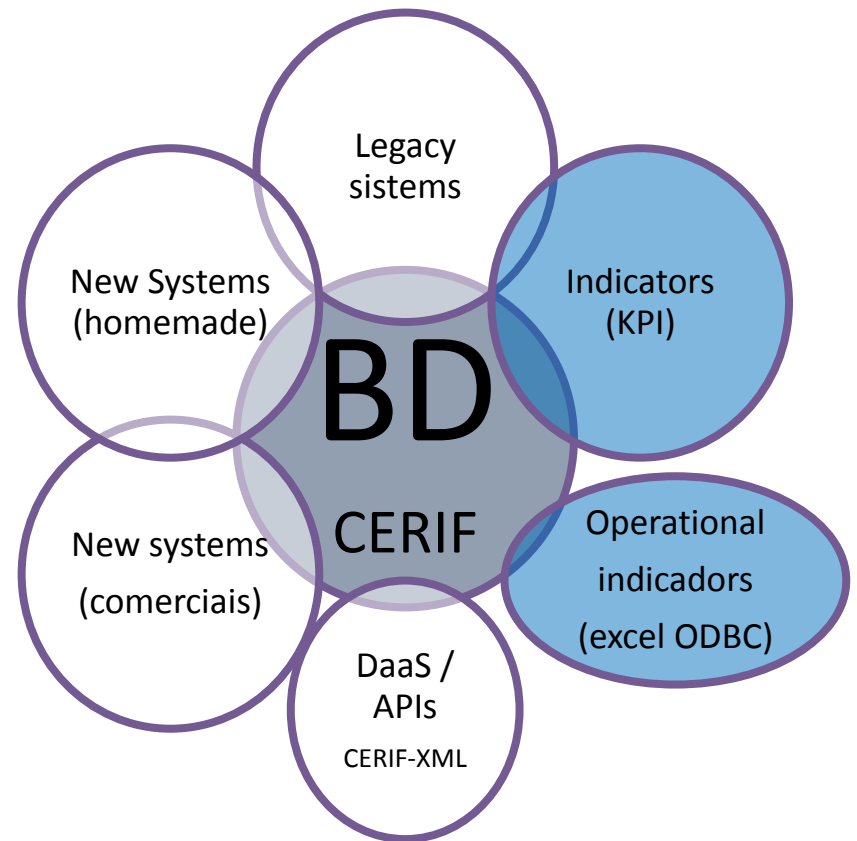 Legacy
sistems
New Systems
(homemade)
Indicators
(KPI)
BD
CERIF
New systems
(comerciais)
Operational
indicadors
(excel ODBC)
DaaS /
APIs
CERIF-XML